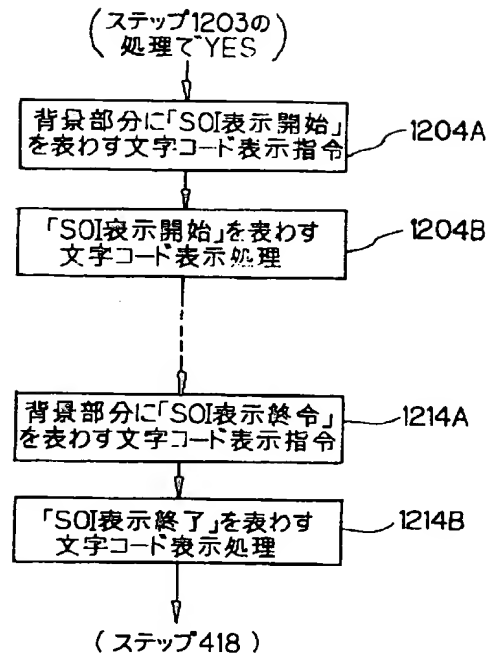 (ステップ1203の
処理でYES)
背景部分に「SOI表示開始」
を表わす文字コード表示指令
1204A
「SOI表示開始」を表わす
文字コード表示処理
1204B
背景部分に「SOI表示終令」
を表わす文字コード表示指令
1214A
「SOI表示終了」を表わす
文字コード表示処理
1214B
(ステップ418)